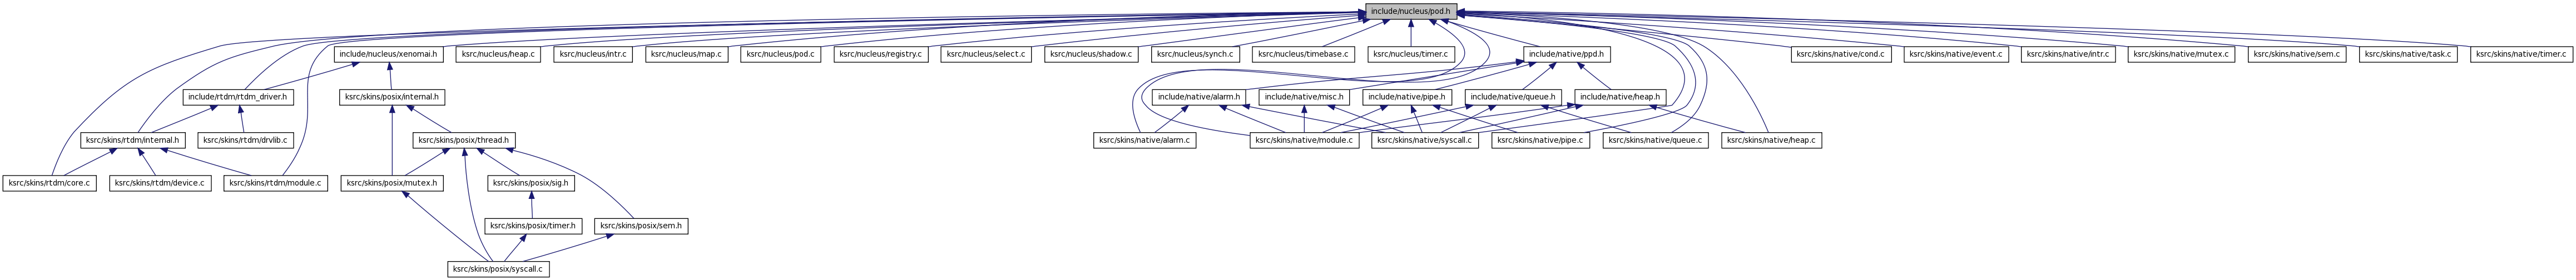 include/nucleus/pod.h
include/nucleus/xenomai.h
ksrc/nucleus/heap.c
ksrc/nucleus/intr.c
ksrc/nucleus/map.c
ksrc/nucleus/pod.c
ksrc/nucleus/registry.c
ksrc/nucleus/select.c
ksrc/nucleus/shadow.c
ksrc/nucleus/synch.c
ksrc/nucleus/timebase.c
ksrc/nucleus/timer.c
include/native/ppd.h
ksrc/skins/native/cond.c
ksrc/skins/native/event.c
ksrc/skins/native/intr.c
ksrc/skins/native/mutex.c
ksrc/skins/native/sem.c
ksrc/skins/native/task.c
ksrc/skins/native/timer.c
include/rtdm/rtdm_driver.h
ksrc/skins/posix/internal.h
include/native/alarm.h
include/native/misc.h
include/native/pipe.h
include/native/queue.h
include/native/heap.h
ksrc/skins/rtdm/internal.h
ksrc/skins/rtdm/drvlib.c
ksrc/skins/posix/thread.h
ksrc/skins/native/alarm.c
ksrc/skins/native/module.c
ksrc/skins/native/syscall.c
ksrc/skins/native/pipe.c
ksrc/skins/native/queue.c
ksrc/skins/native/heap.c
ksrc/skins/rtdm/core.c
ksrc/skins/rtdm/device.c
ksrc/skins/rtdm/module.c
ksrc/skins/posix/mutex.h
ksrc/skins/posix/sig.h
ksrc/skins/posix/timer.h
ksrc/skins/posix/sem.h
ksrc/skins/posix/syscall.c